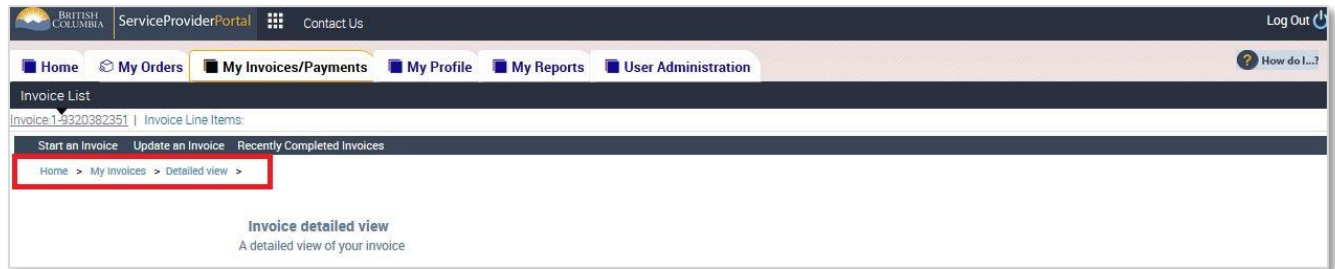 BRITISH COLUMBIA ServiceProviderPortal Contact Us Log Out
Home My Orders My Invoices/Payments My Profile My Reports User Administration ? How do I...?
Invoice List
Invoice:1-9320382351 | Invoice Line Items:
Start an Invoice Update an Invoice Recently Completed Invoices
Home > My Invoices > Detailed view >
Invoice detailed view
A detailed view of your invoice